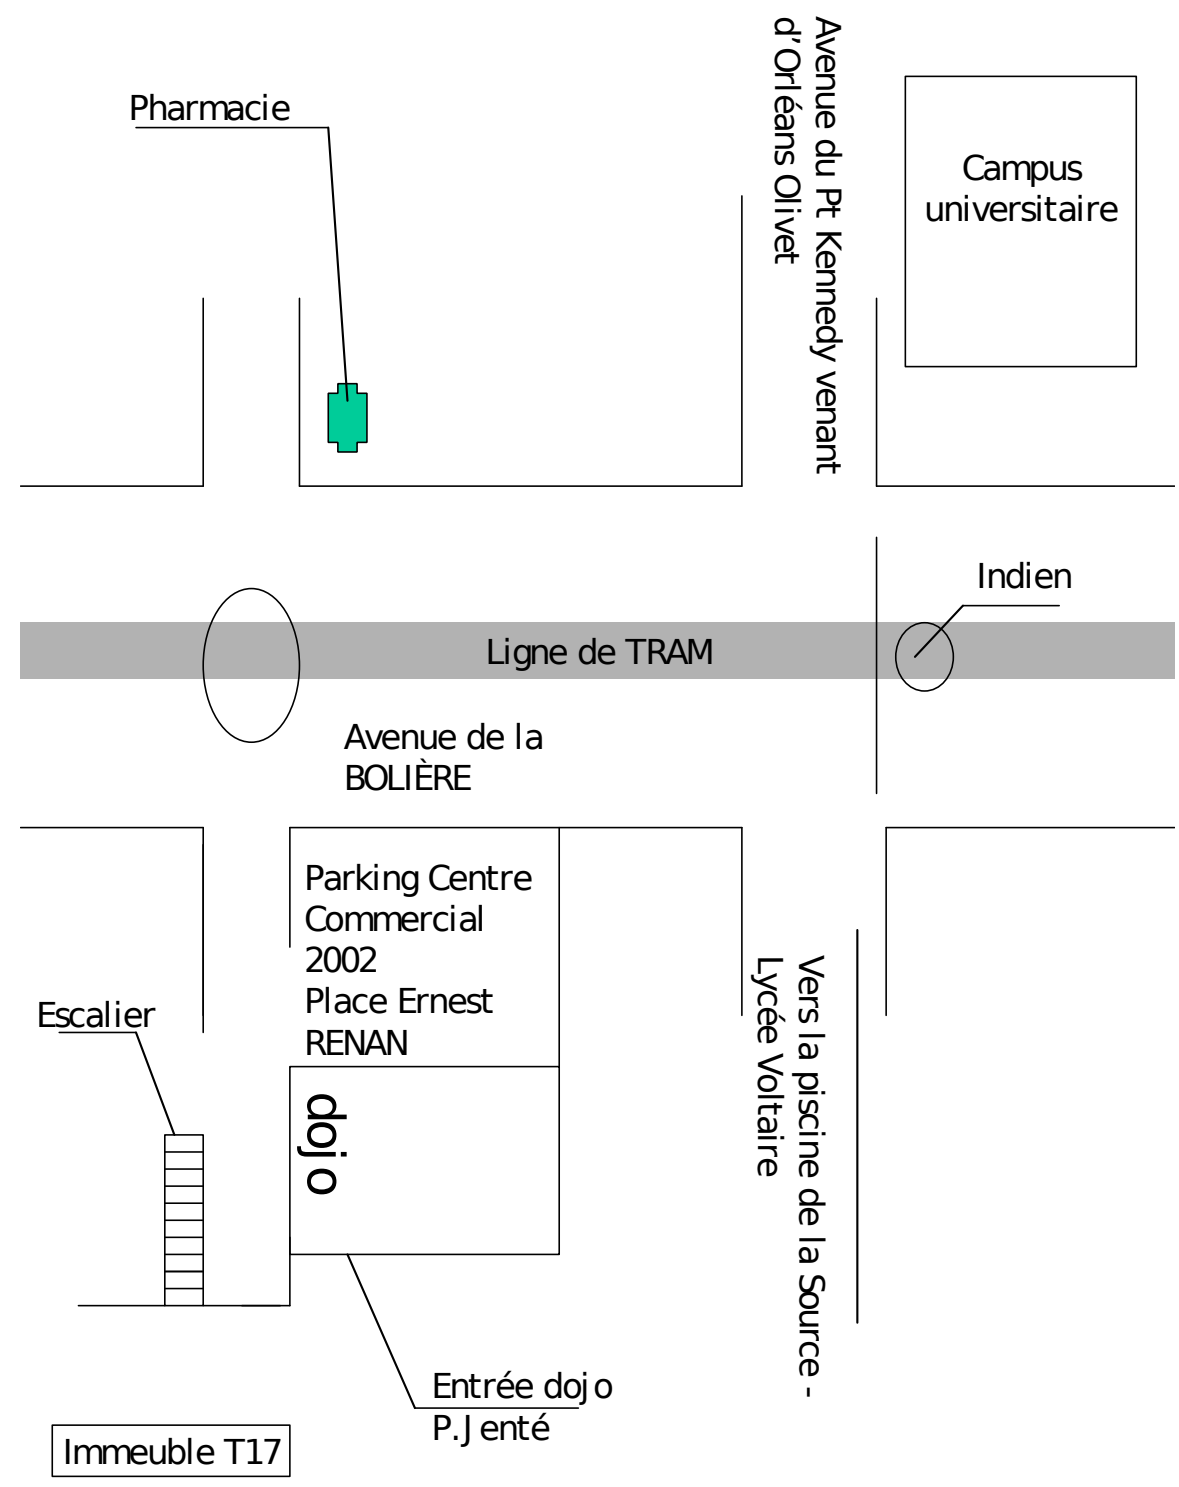 Avenue du Pt Kennedy venant
d'Orléans Olivet
Pharmacie
Campus
universitaire
Indien
Ligne de TRAM
Avenue de la
BOLIÈRE
Parking Centre
Commercial
2002
Place Ernest
RENAN
Escalier
dojo
Vers la piscine de la Source -
Lycée Voltaire
Entrée dojo
P.Jenté
Immeuble T17